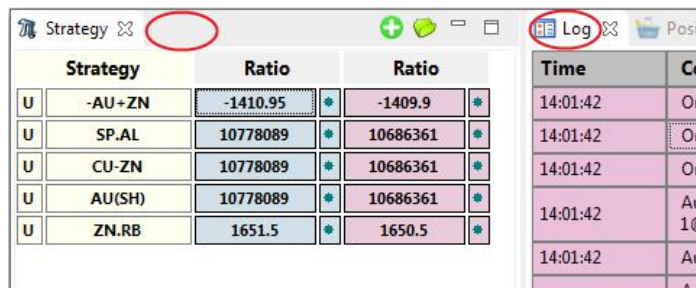 Strategy Log Posi
Strategy Ratio Ratio Time
U -AU+ZN -1410.95 -1409.9 14:01:42
U SP.AL 10778089 10686361 14:01:42
U CU-ZN 10778089 10686361 14:01:42
U AU(SH) 10778089 10686361 14:01:42
U ZN.RB 1651.5 1650.5
14:01:42